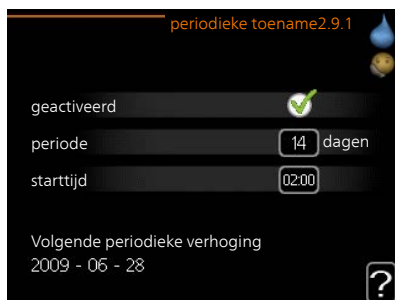 periodieke toename2.9.1
geactiveerd
periode 14 dagen
starttijd 02:00
Volgende periodieke verhoging
2009 - 06 - 28
?